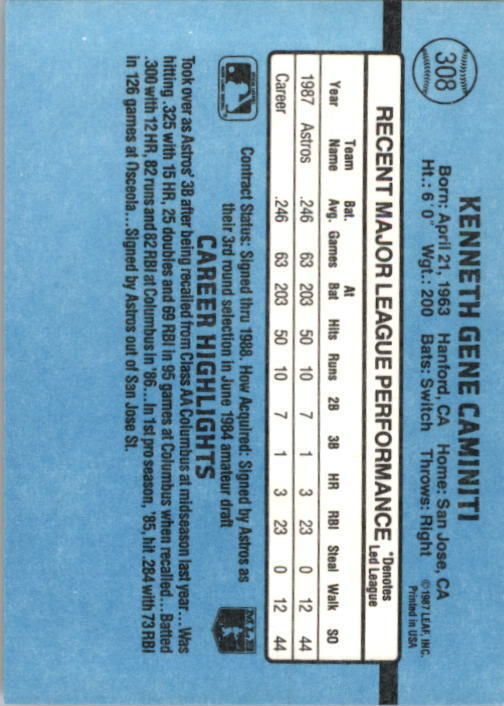 308
KENNETH GENE CAMINITI
Born: April 21, 1963 Hanford, CA Home: San Jose, CA
Ht.: 6' 0" Wgt.: 200 Bats: Switch Throws: Right
© 1987 LEAF, INC.
Printed in USA
RECENT MAJOR LEAGUE PERFORMANCE
*Denotes
Led League
Year Team Name Bat. Avg. Games At Bat Hits Runs 2B 3B HR RBI Steal Walk SO
1987 Astros .246 63 203 50 10 7 1 3 23 0 12 44
Career .246 63 203 50 10 7 1 3 23 0 12 44
Contract Status: Signed thru 1988. How Acquired: Signed by Astros as
their 3rd round selection in June 1984 amateur draft
MLB
CAREER HIGHLIGHTS
Took over as Astros' 3B after being recalled from Class AA Columbus at midseason last year... Was
hitting .325 with 15 HR, 25 doubles and 69 RBI in 95 games at Columbus when recalled... Batted
.300 with 12 HR, 82 runs and 82 RBI at Columbus in '86... In 1st pro season, '85, hit .284 with 73 RBI
in 126 games at Osceola... Signed by Astros out of San Jose St.